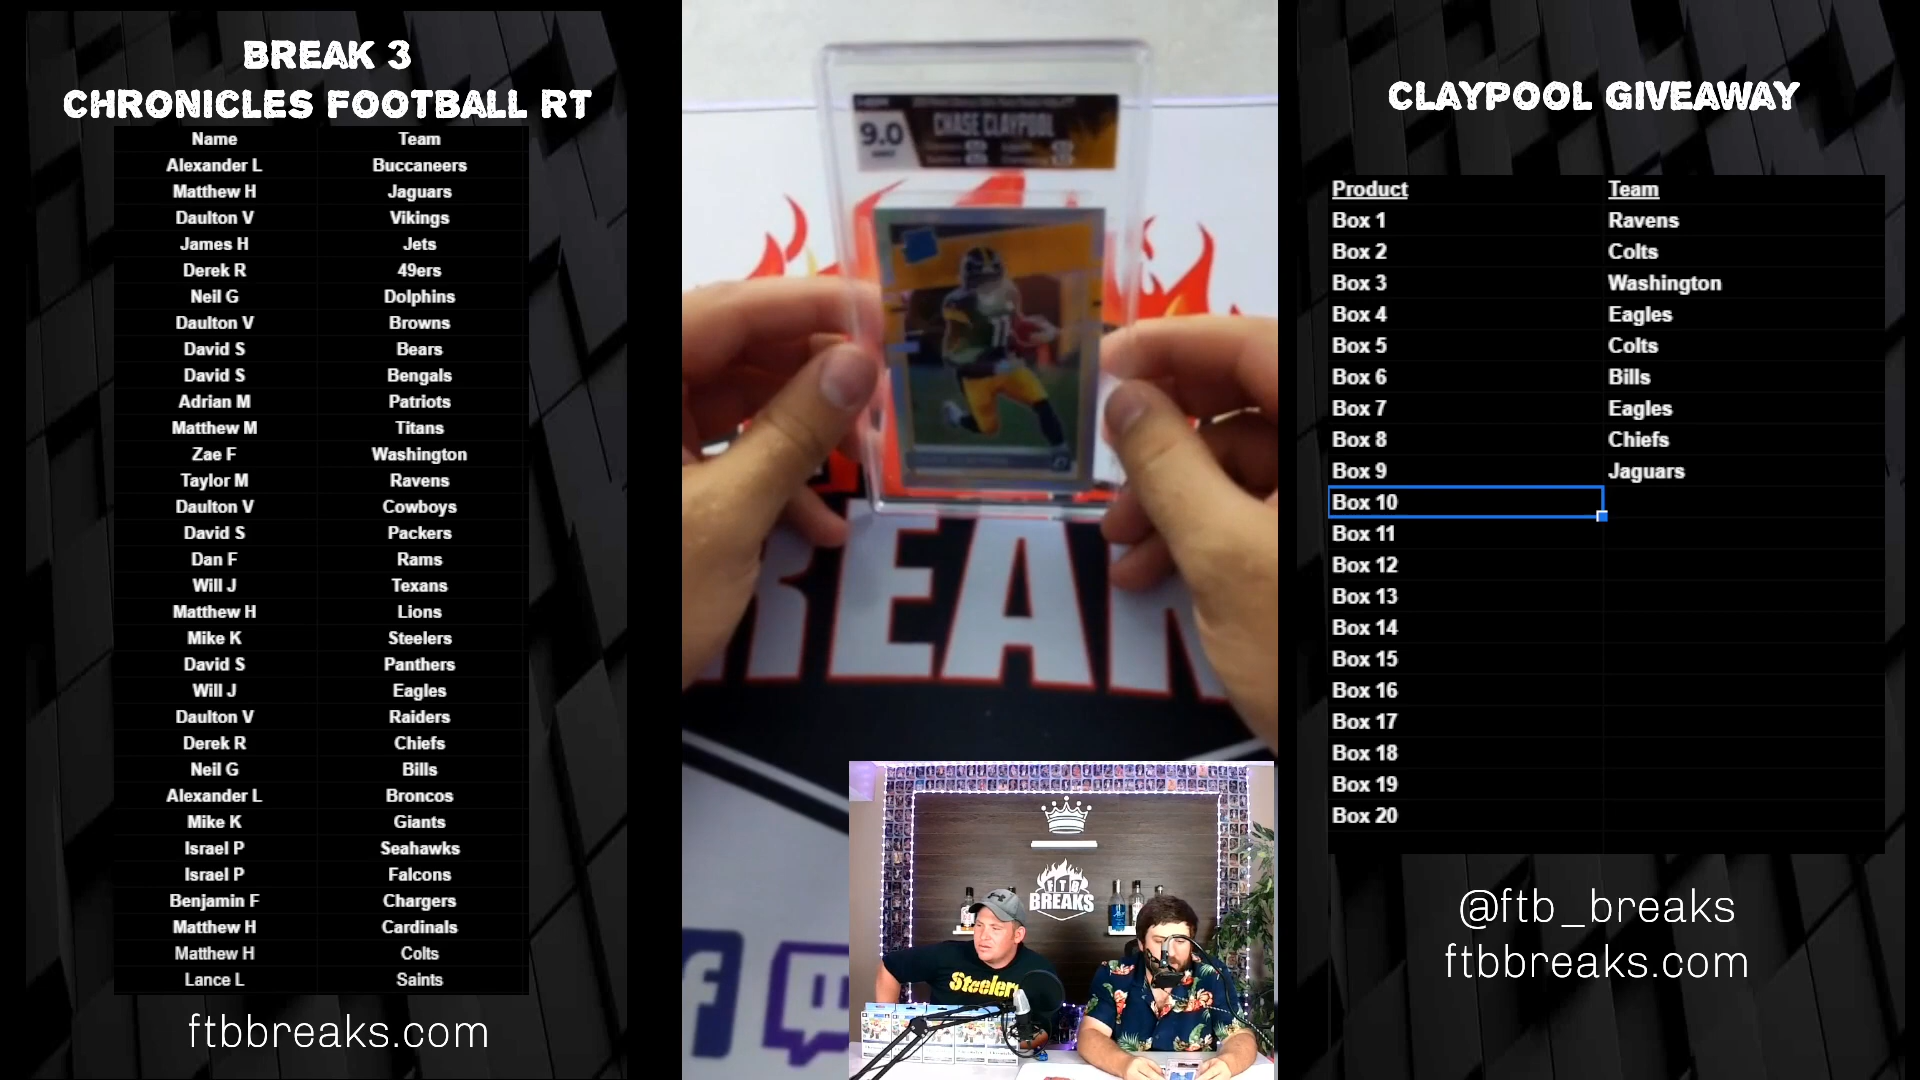 BREAK 3
CHRONICLES FOOTBALL RT
Name Team
Alexander L Buccaneers
Matthew H Jaguars
Daulton V Vikings
James H Jets
Derek R 49ers
Neil G Dolphins
Daulton V Browns
David S Bears
David S Bengals
Adrian M Patriots
Matthew M Titans
Zae F Washington
Taylor M Ravens
Daulton V Cowboys
David S Packers
Dan F Rams
Will J Texans
Matthew H Lions
Mike K Steelers
David S Panthers
Will J Eagles
Daulton V Raiders
Derek R Chiefs
Neil G Bills
Alexander L Broncos
Mike K Giants
Israel P Seahawks
Israel P Falcons
Benjamin F Chargers
Matthew H Cardinals
Matthew H Colts
Lance L Saints
ftbbreaks.com
9.0
CHASE CLAYPOOL
11
BREAK
FTB
BREAKS
Steelers
CLAYPOOL GIVEAWAY
Product Team
Box 1 Ravens
Box 2 Colts
Box 3 Washington
Box 4 Eagles
Box 5 Colts
Box 6 Bills
Box 7 Eagles
Box 8 Chiefs
Box 9 Jaguars
Box 10
Box 11
Box 12
Box 13
Box 14
Box 15
Box 16
Box 17
Box 18
Box 19
Box 20
@ftb_breaks
ftbbreaks.com